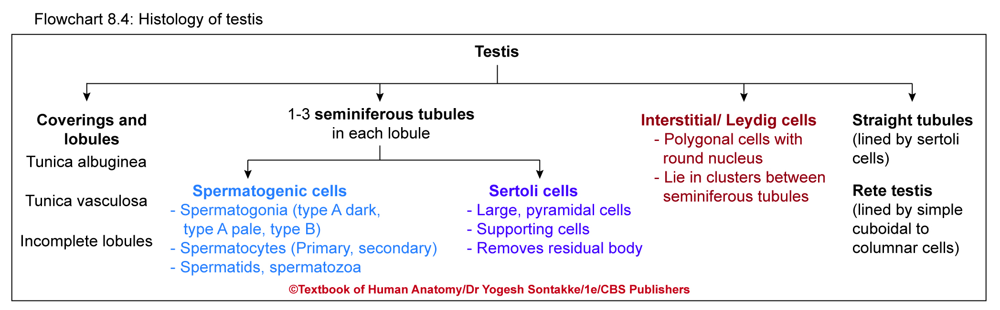 Flowchart 8.4: Histology of testis
Testis
Coverings and
lobules
Tunica albuginea
Tunica vasculosa
Incomplete lobules
1-3 seminiferous tubules
in each lobule
Spermatogenic cells
- Spermatogonia (type A dark,
type A pale, type B)
- Spermatocytes (Primary, secondary)
- Spermatids, spermatozoa
Sertoli cells
- Large, pyramidal cells
- Supporting cells
- Removes residual body
Interstitial/ Leydig cells
- Polygonal cells with
round nucleus
- Lie in clusters between
seminiferous tubules
Straight tubules
(lined by sertoli
cells)
Rete testis
(lined by simple
cuboidal to
columnar cells)
©Textbook of Human Anatomy/Dr Yogesh Sontakke/1e/CBS Publishers